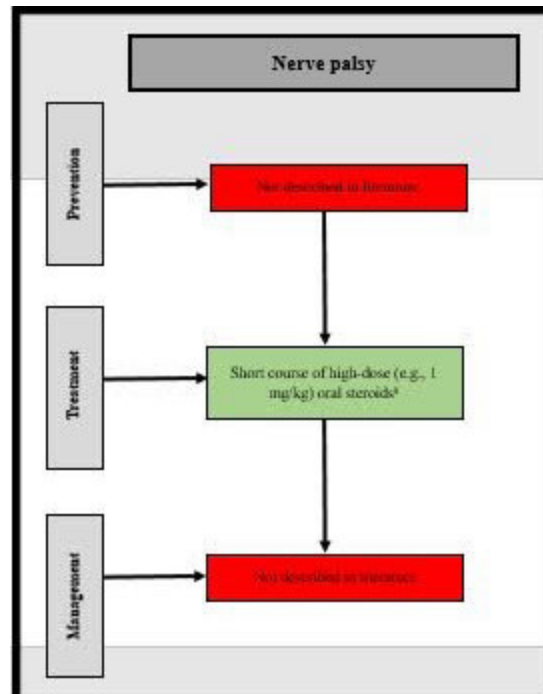 Nerve palsy
Prevention
Not described in literature
Treatment
Short course of high-dose (e.g., 1
mg/kg) oral steroids
Management
Not described in literature